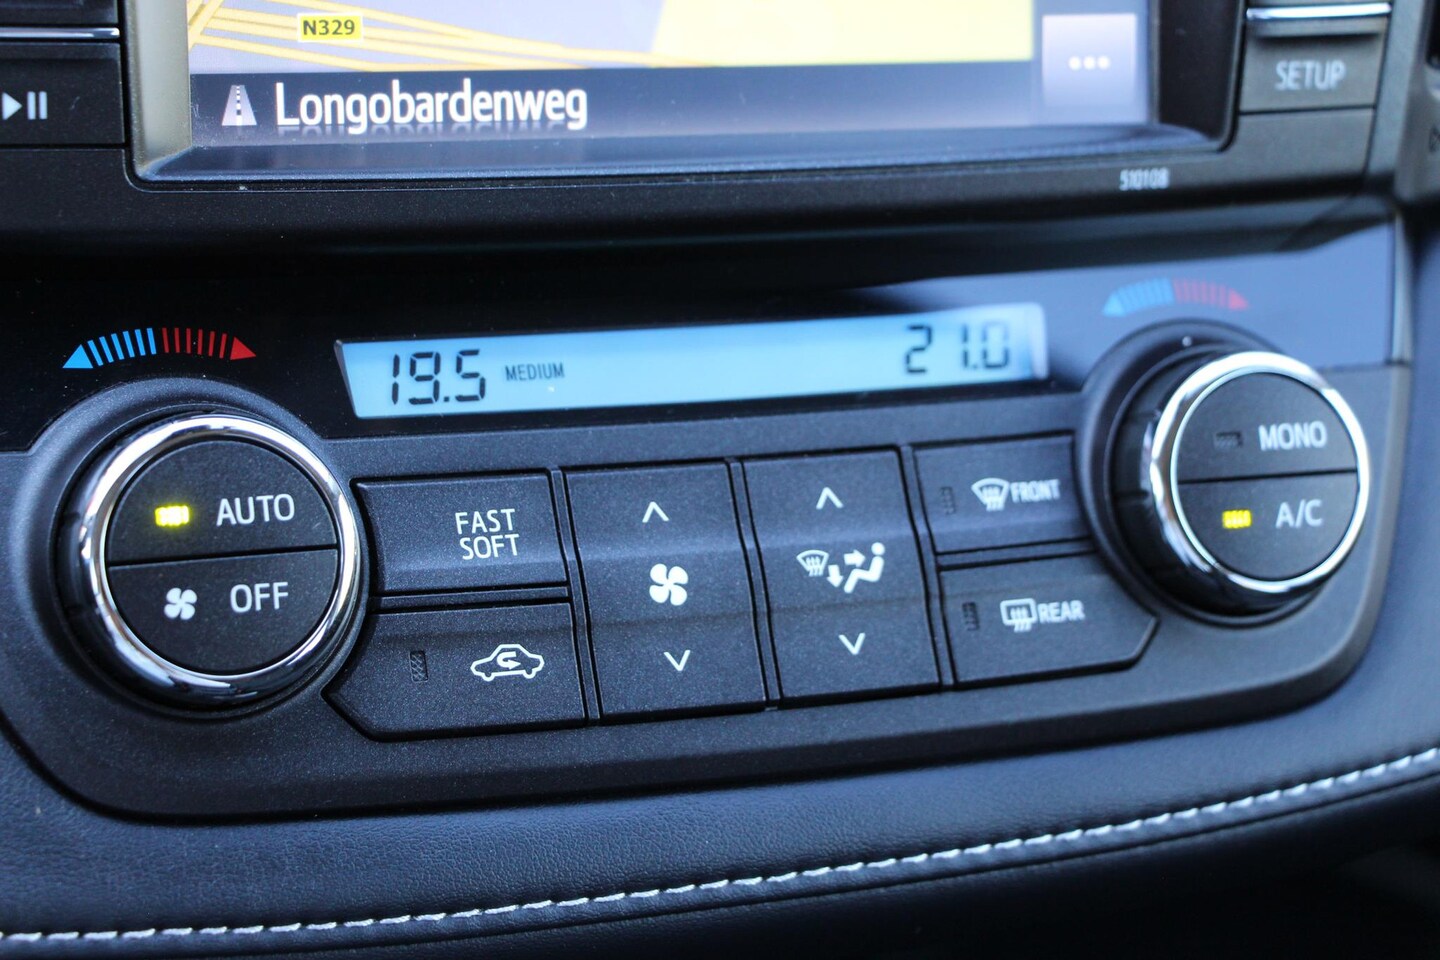 N329
Longobardenweg
SETUP
510108
19.5 MEDIUM 21.0
AUTO
OFF
FAST
SOFT
FRONT
REAR
MONO
A/C